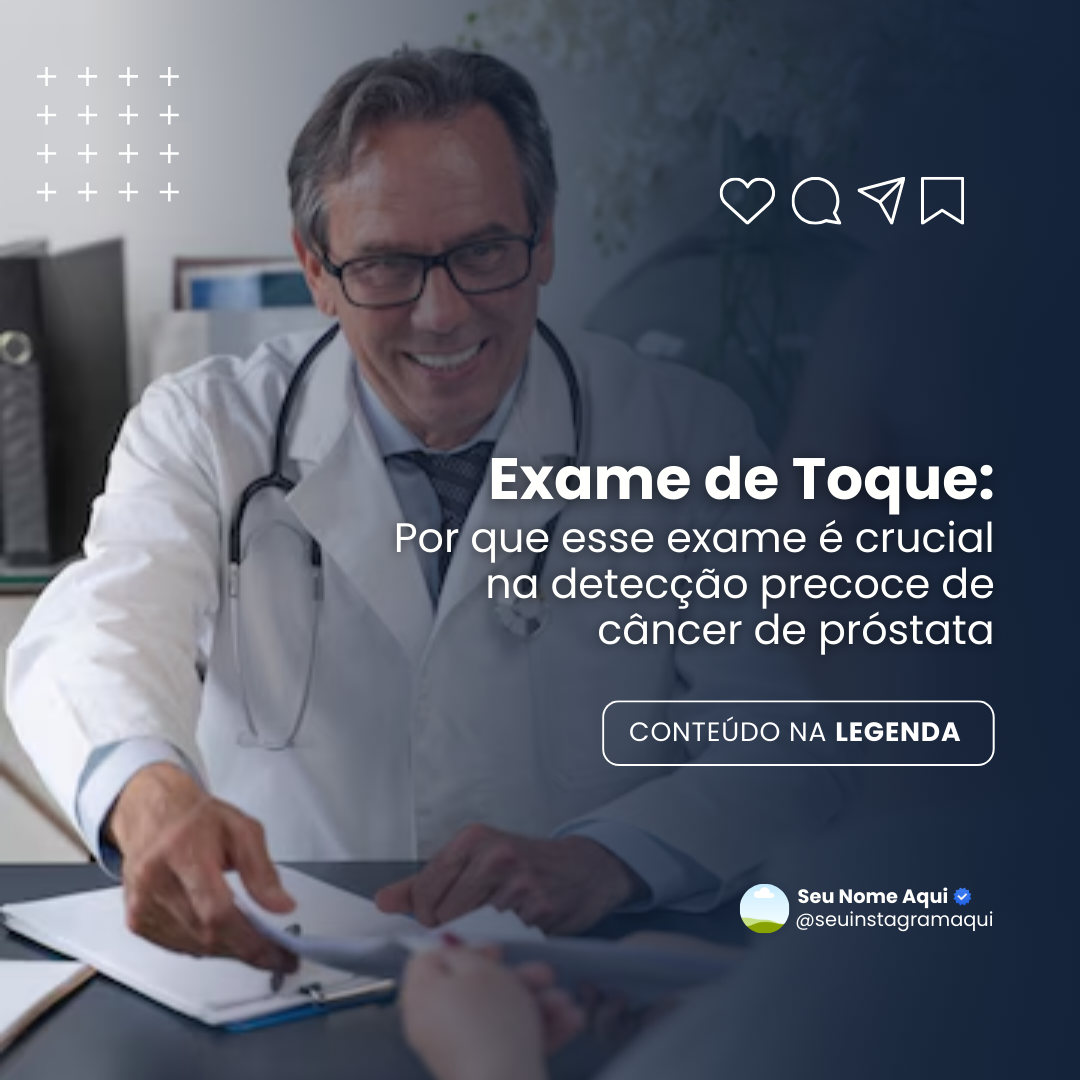 Exame de Toque:
Por que esse exame é crucial
na detecção precoce de
câncer de próstata
CONTEÚDO NA LEGENDA
Seu Nome Aqui
@seuinstagramaqui